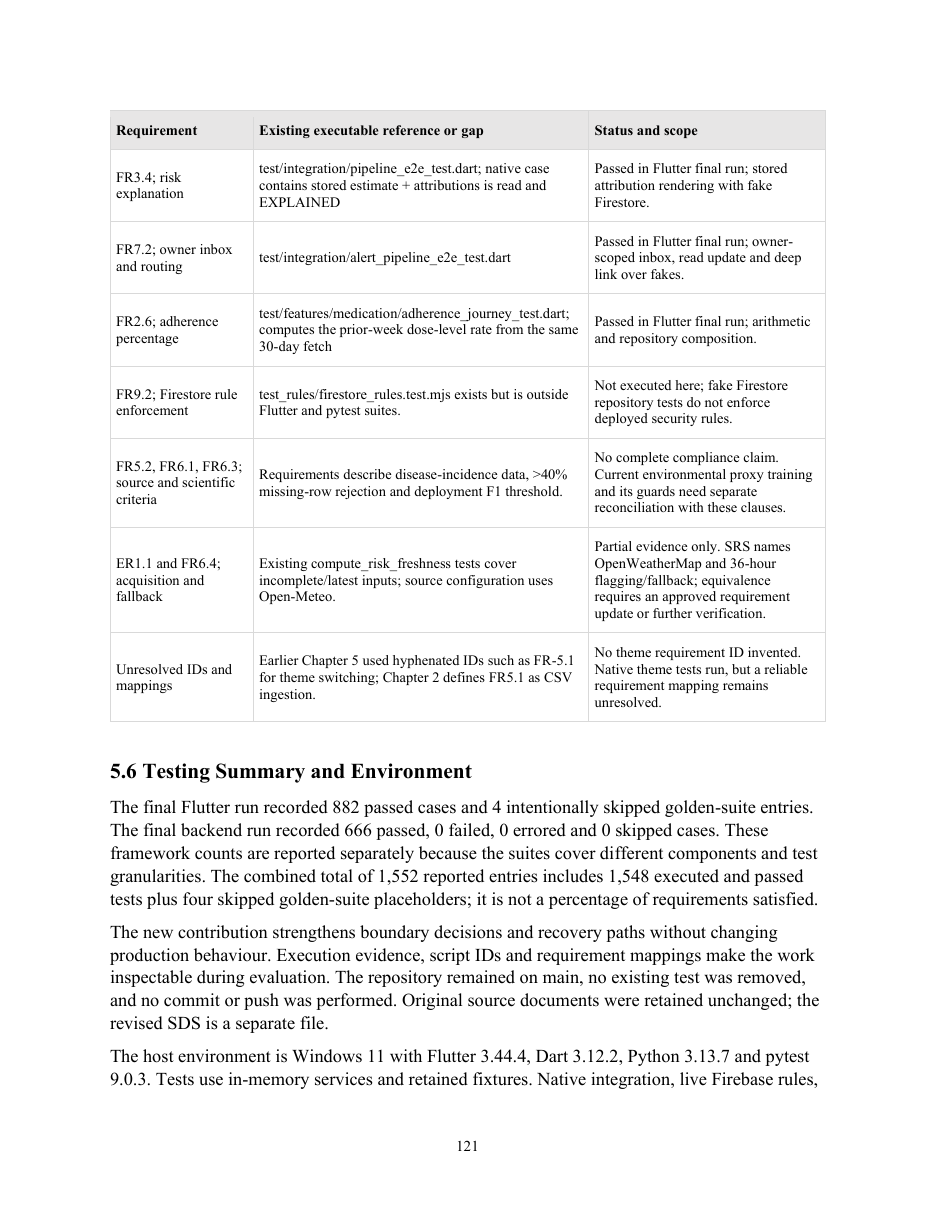 Requirement
Existing executable reference or gap
Status and scope
FR3.4; risk
explanation
test/integration/pipeline_e2e_test.dart; native case
contains stored estimate + attributions is read and
EXPLAINED
Passed in Flutter final run; stored
attribution rendering with fake
Firestore.
FR7.2; owner inbox
and routing
test/integration/alert_pipeline_e2e_test.dart
Passed in Flutter final run; owner-
scoped inbox, read update and deep
link over fakes.
FR2.6; adherence
percentage
test/features/medication/adherence_journey_test.dart;
computes the prior-week dose-level rate from the same
30-day fetch
Passed in Flutter final run; arithmetic
and repository composition.
FR9.2; Firestore rule
enforcement
test_rules/firestore_rules.test.mjs exists but is outside
Flutter and pytest suites.
Not executed here; fake Firestore
repository tests do not enforce
deployed security rules.
FR5.2, FR6.1, FR6.3;
source and scientific
criteria
Requirements describe disease-incidence data, >40%
missing-row rejection and deployment F1 threshold.
No complete compliance claim.
Current environmental proxy training
and its guards need separate
reconciliation with these clauses.
ER1.1 and FR6.4;
acquisition and
fallback
Existing compute_risk_freshness tests cover
incomplete/latest inputs; source configuration uses
Open-Meteo.
Partial evidence only. SRS names
OpenWeatherMap and 36-hour
flagging/fallback; equivalence
requires an approved requirement
update or further verification.
Unresolved IDs and
mappings
Earlier Chapter 5 used hyphenated IDs such as FR-5.1
for theme switching; Chapter 2 defines FR5.1 as CSV
ingestion.
No theme requirement ID invented.
Native theme tests run, but a reliable
requirement mapping remains
unresolved.
5.6 Testing Summary and Environment
The final Flutter run recorded 882 passed cases and 4 intentionally skipped golden-suite entries.
The final backend run recorded 666 passed, 0 failed, 0 errored and 0 skipped cases. These
framework counts are reported separately because the suites cover different components and test
granularities. The combined total of 1,552 reported entries includes 1,548 executed and passed
tests plus four skipped golden-suite placeholders; it is not a percentage of requirements satisfied.
The new contribution strengthens boundary decisions and recovery paths without changing
production behaviour. Execution evidence, script IDs and requirement mappings make the work
inspectable during evaluation. The repository remained on main, no existing test was removed,
and no commit or push was performed. Original source documents were retained unchanged; the
revised SDS is a separate file.
The host environment is Windows 11 with Flutter 3.44.4, Dart 3.12.2, Python 3.13.7 and pytest
9.0.3. Tests use in-memory services and retained fixtures. Native integration, live Firebase rules,
121